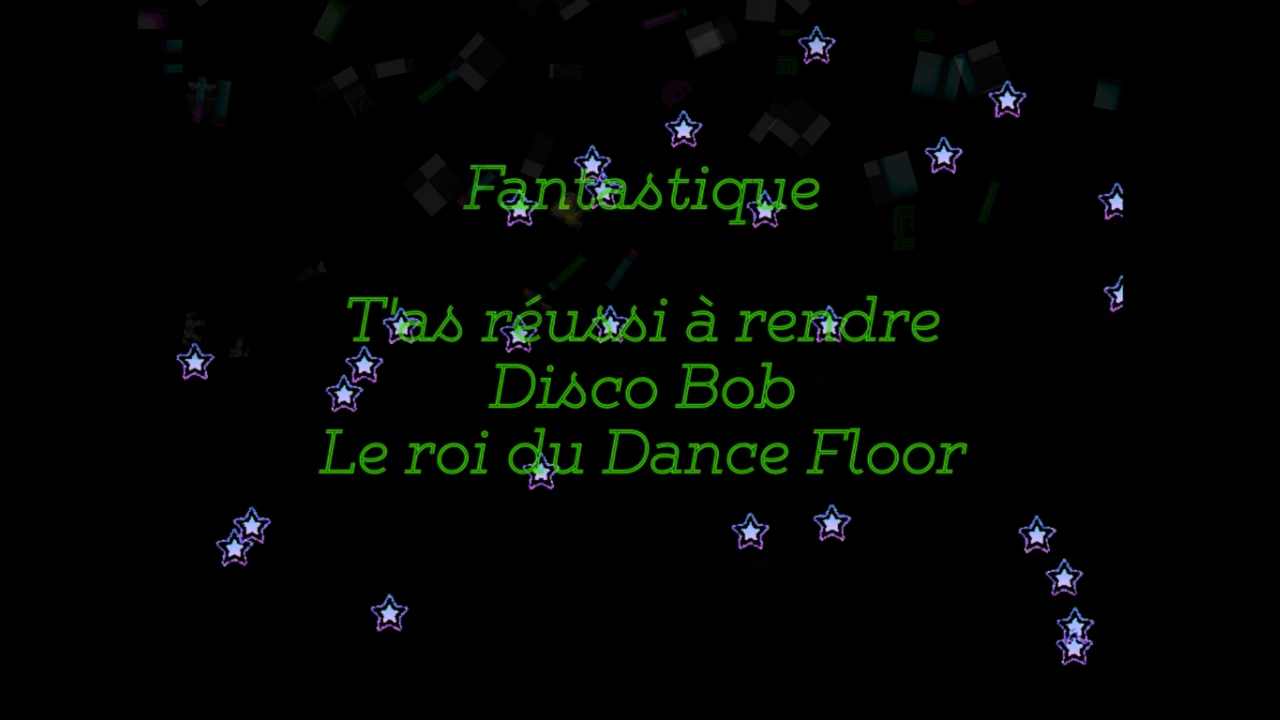 Fantastique
T'as réussi à rendre
Disco Bob
Le roi du Dance Floor